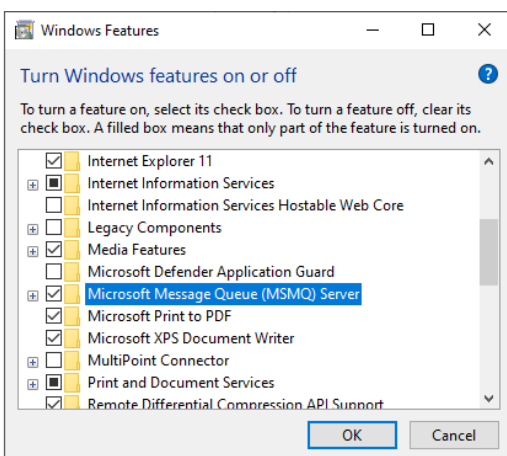 Windows Features
Turn Windows features on or off
?
To turn a feature on, select its check box. To turn a feature off, clear its
check box. A filled box means that only part of the feature is turned on.
Internet Explorer 11
Internet Information Services
Internet Information Services Hostable Web Core
Legacy Components
Media Features
Microsoft Defender Application Guard
Microsoft Message Queue (MSMQ) Server
Microsoft Print to PDF
Microsoft XPS Document Writer
MultiPoint Connector
Print and Document Services
Remote Differential Compression API Support
OK
Cancel